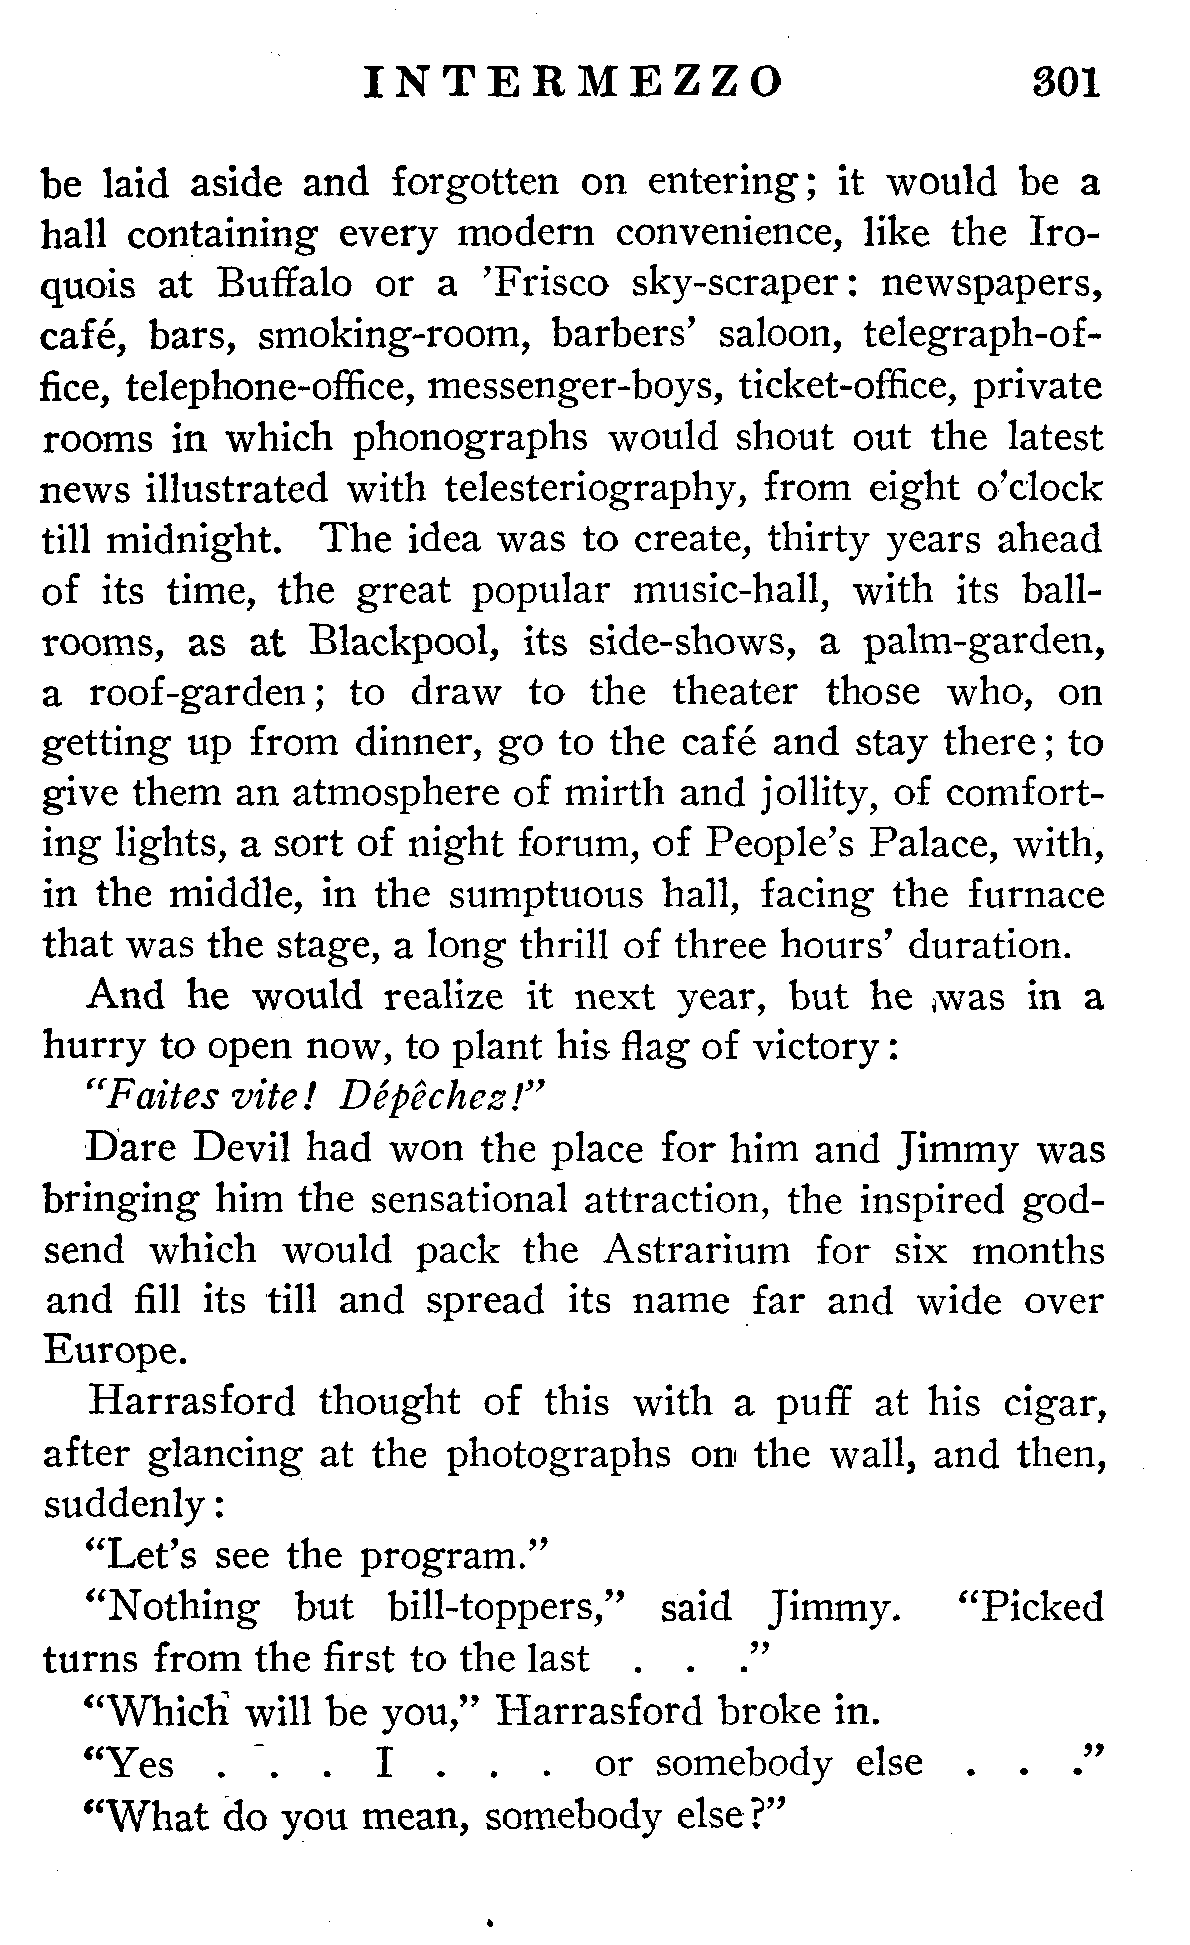 INTERMEZZO 301
be laid aside and forgotten on entering; it would be a
hall containing every modern convenience, like the Iro-
quois at Buffalo or a ’Frisco sky-scraper: newspapers,
café, bars, smoking-room, barbers’ saloon, telegraph-of-
fice, telephone-office, messenger-boys, ticket-office, private
rooms in which phonographs would shout out the latest
news illustrated with telesteriography, from eight o’clock
till midnight. The idea was to create, thirty years ahead
of its time, the great popular music-hall, with its ball-
rooms, as at Blackpool, its side-shows, a palm-garden,
a roof-garden; to draw to the theater those who, on
getting up from dinner, go to the café and stay there; to
give them an atmosphere of mirth and jollity, of comfort-
ing lights, a sort of night forum, of People’s Palace, with,
in the middle, in the sumptuous hall, facing the furnace
that was the stage, a long thrill of three hours’ duration.
And he would realize it next year, but he was in a
hurry to open now, to plant his flag of victory:
“Faites vite! Dépêchez!”
Dare Devil had won the place for him and Jimmy was
bringing him the sensational attraction, the inspired god-
send which would pack the Astrarium for six months
and fill its till and spread its name far and wide over
Europe.
Harrasford thought of this with a puff at his cigar,
after glancing at the photographs on the wall, and then,
suddenly:
“Let’s see the program.”
“Nothing but bill-toppers,” said Jimmy. “Picked
turns from the first to the last . . .”
“Which will be you,” Harrasford broke in.
“Yes . . . I . . . or somebody else . . .”
“What do you mean, somebody else?”